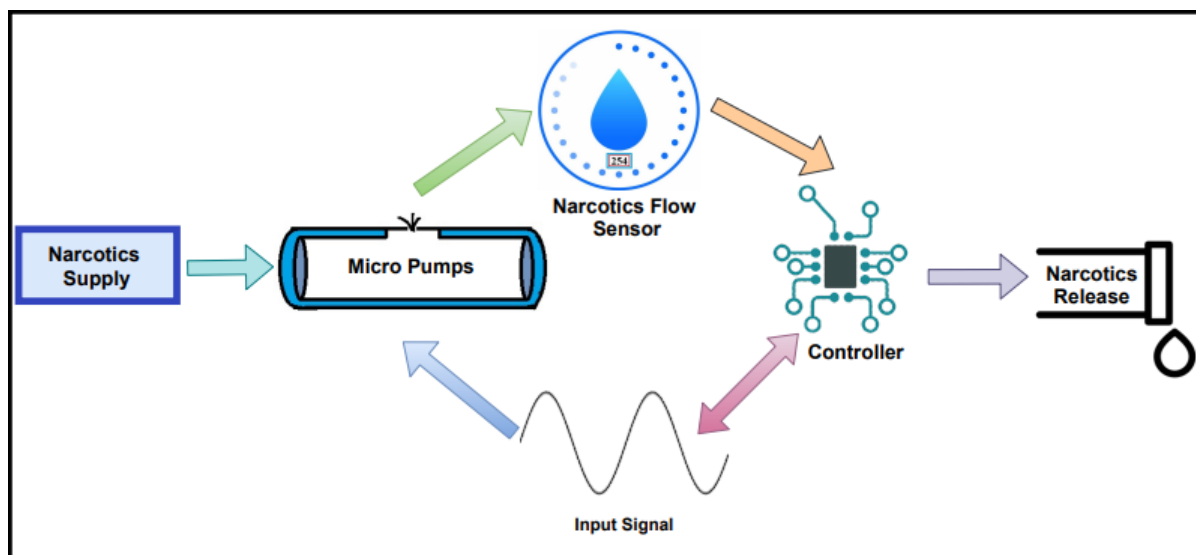 254
Narcotics Flow
Sensor
Narcotics
Supply
Micro Pumps
Narcotics
Release
Controller
Input Signal